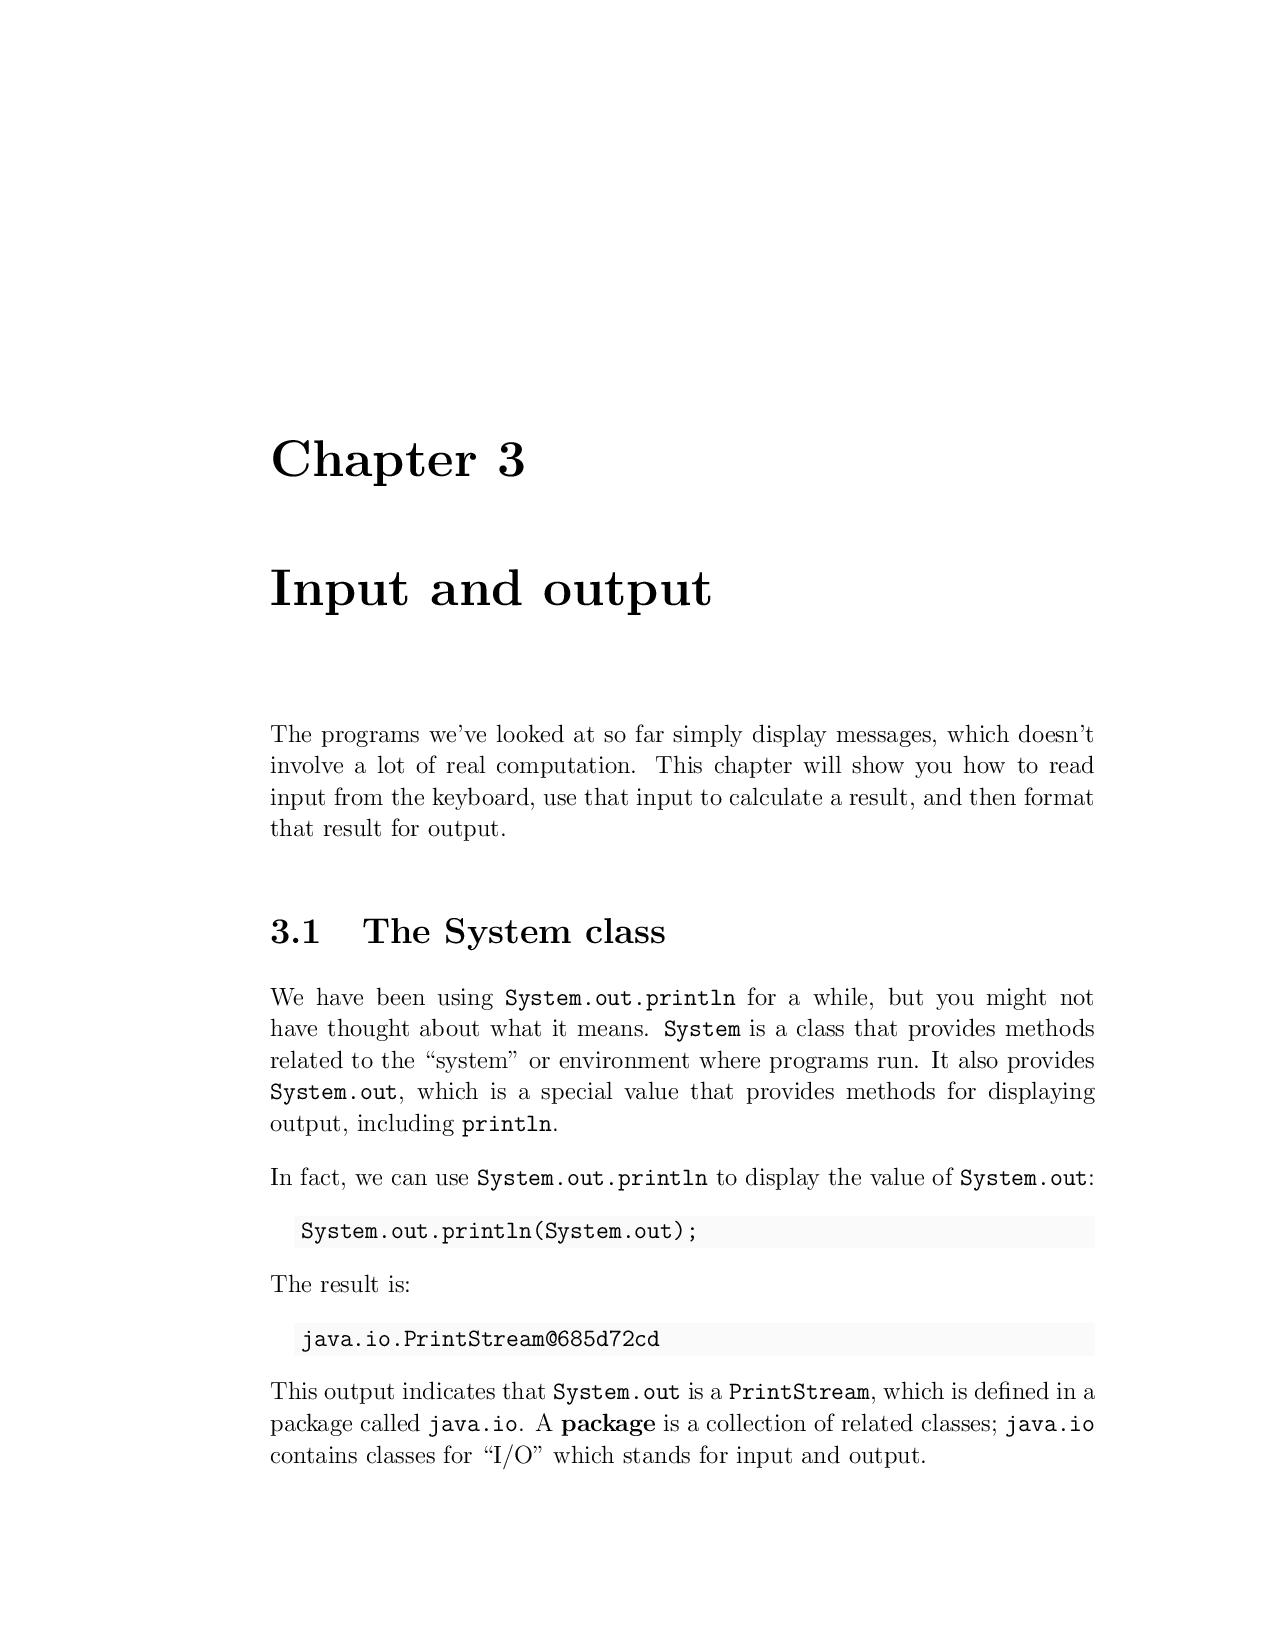 Chapter 3
Input and output
The programs we've looked at so far simply display messages, which doesn't
involve a lot of real computation. This chapter will show you how to read
input from the keyboard, use that input to calculate a result, and then format
that result for output.
3.1 The System class
We have been using System.out.println for a while, but you might not
have thought about what it means. System is a class that provides methods
related to the “system” or environment where programs run. It also provides
System.out, which is a special value that provides methods for displaying
output, including println.
In fact, we can use System.out.println to display the value of System.out:
System.out.println(System.out);
The result is:
java.io.PrintStream@685d72cd
This output indicates that System.out is a PrintStream, which is defined in a
package called java.io. A package is a collection of related classes; java.io
contains classes for “I/O” which stands for input and output.